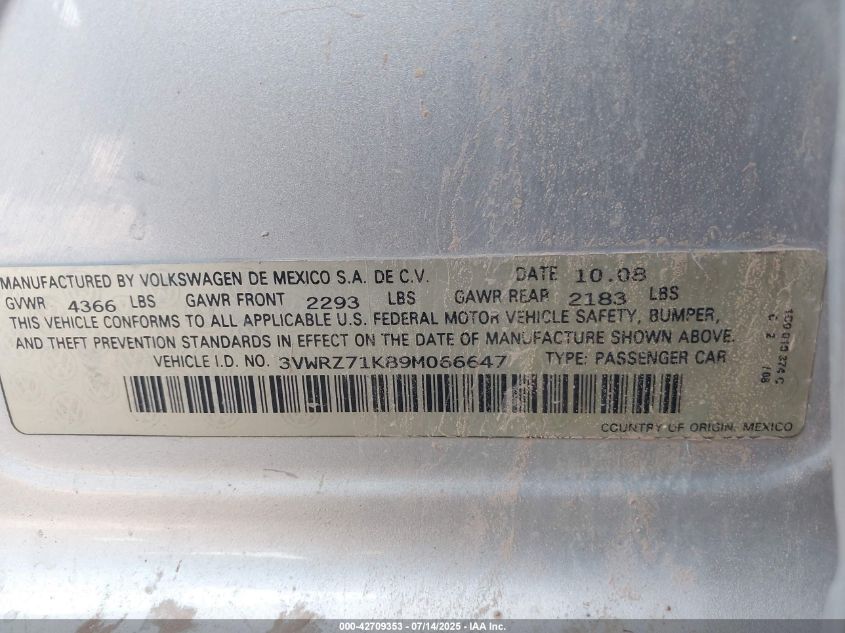 MANUFACTURED BY VOLKSWAGEN DE MEXICO S.A. DE C.V. DATE 10.08
GVWR 4366 LBS GAWR FRONT 2293 LBS GAWR REAR 2183 LBS
THIS VEHICLE CONFORMS TO ALL APPLICABLE U.S. FEDERAL MOTOR VEHICLE SAFETY, BUMPER,
AND THEFT PREVENTION STANDARDS IN EFFECT ON THE DATE OF MANUFACTURE SHOWN ABOVE.
VEHICLE I.D. NO. 3VWRZ71K89M066647 TYPE: PASSENGER CAR
COUNTRY OF ORIGIN: MEXICO
000-42709353 - 07/14/2025 - IAA Inc.